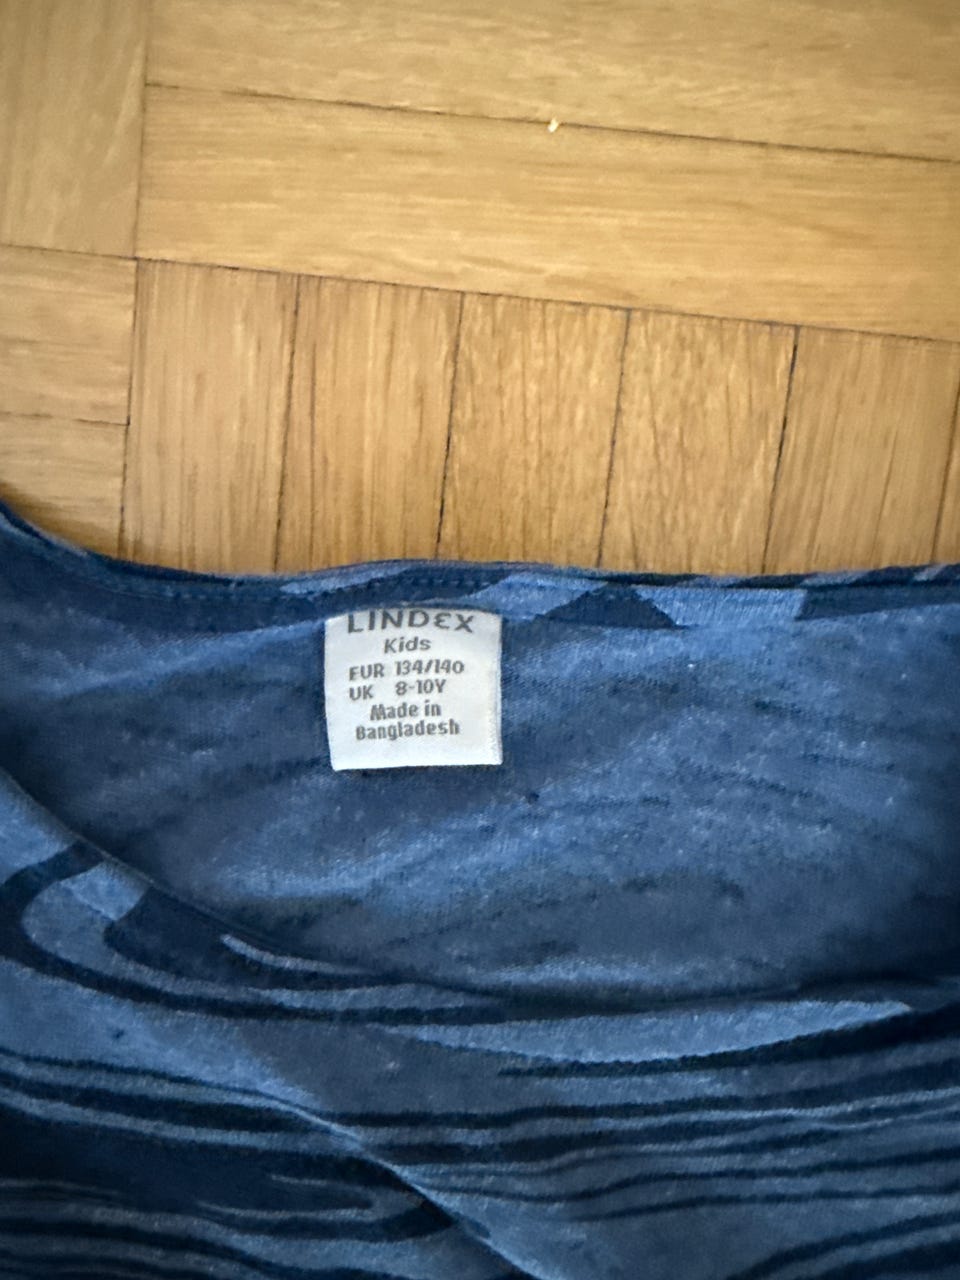 LINDEX
Kids
EUR 134/140
UK 8-10Y
Made in
Bangladesh